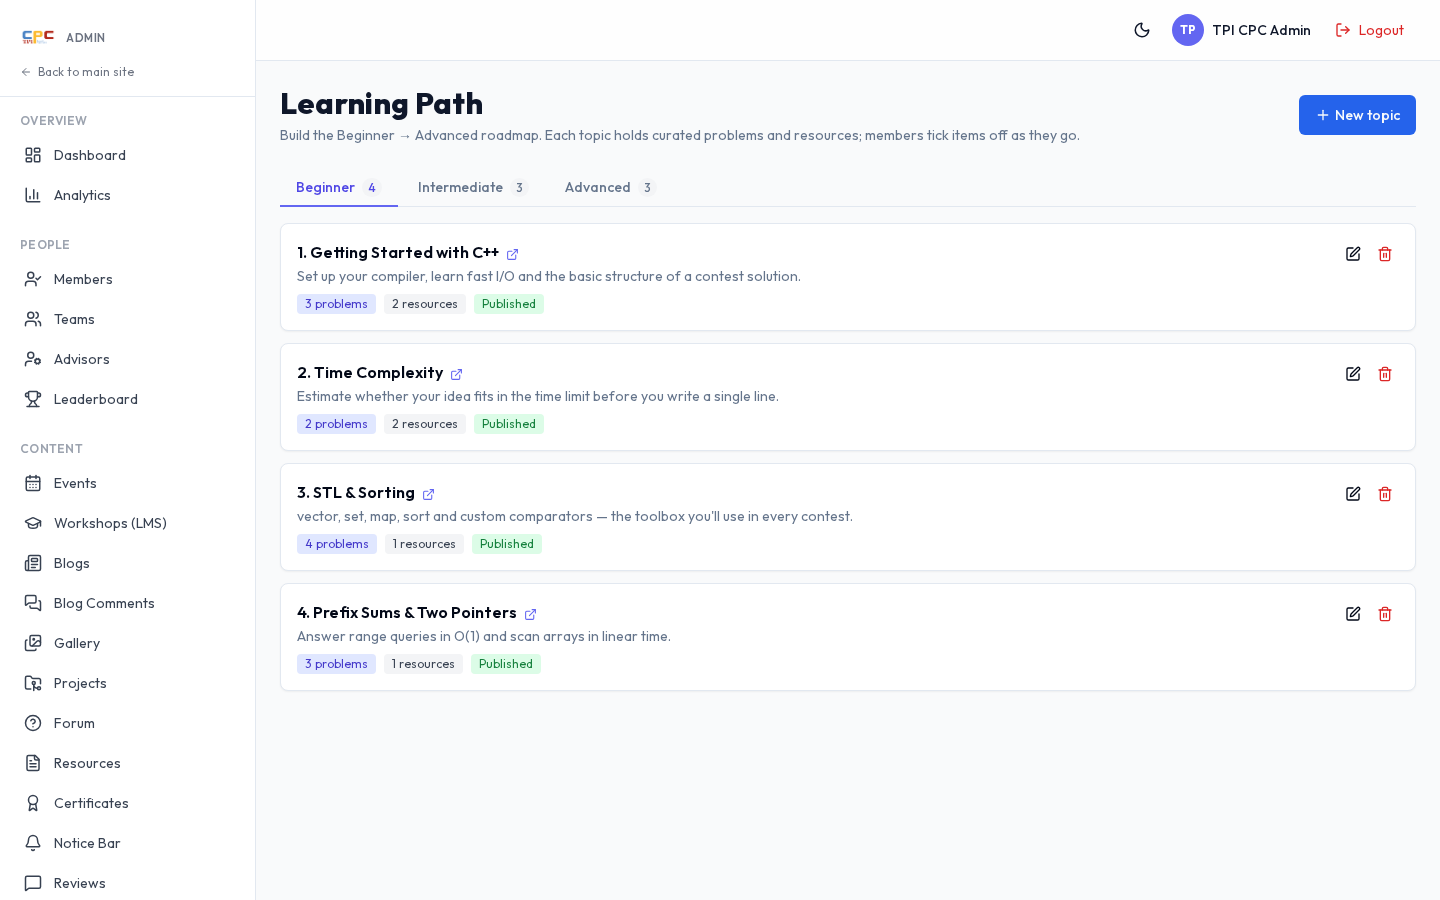 CPC ADMIN
Back to main site
OVERVIEW
Dashboard
Analytics
PEOPLE
Members
Teams
Advisors
Leaderboard
CONTENT
Events
Workshops (LMS)
Blogs
Blog Comments
Gallery
Projects
Forum
Resources
Certificates
Notice Bar
Reviews
TP TPI CPC Admin Logout
Learning Path
Build the Beginner → Advanced roadmap. Each topic holds curated problems and resources; members tick items off as they go.
New topic
Beginner 4 Intermediate 3 Advanced 3
1. Getting Started with C++
Set up your compiler, learn fast I/O and the basic structure of a contest solution.
3 problems 2 resources Published
2. Time Complexity
Estimate whether your idea fits in the time limit before you write a single line.
2 problems 2 resources Published
3. STL & Sorting
vector, set, map, sort and custom comparators — the toolbox you'll use in every contest.
4 problems 1 resources Published
4. Prefix Sums & Two Pointers
Answer range queries in O(1) and scan arrays in linear time.
3 problems 1 resources Published